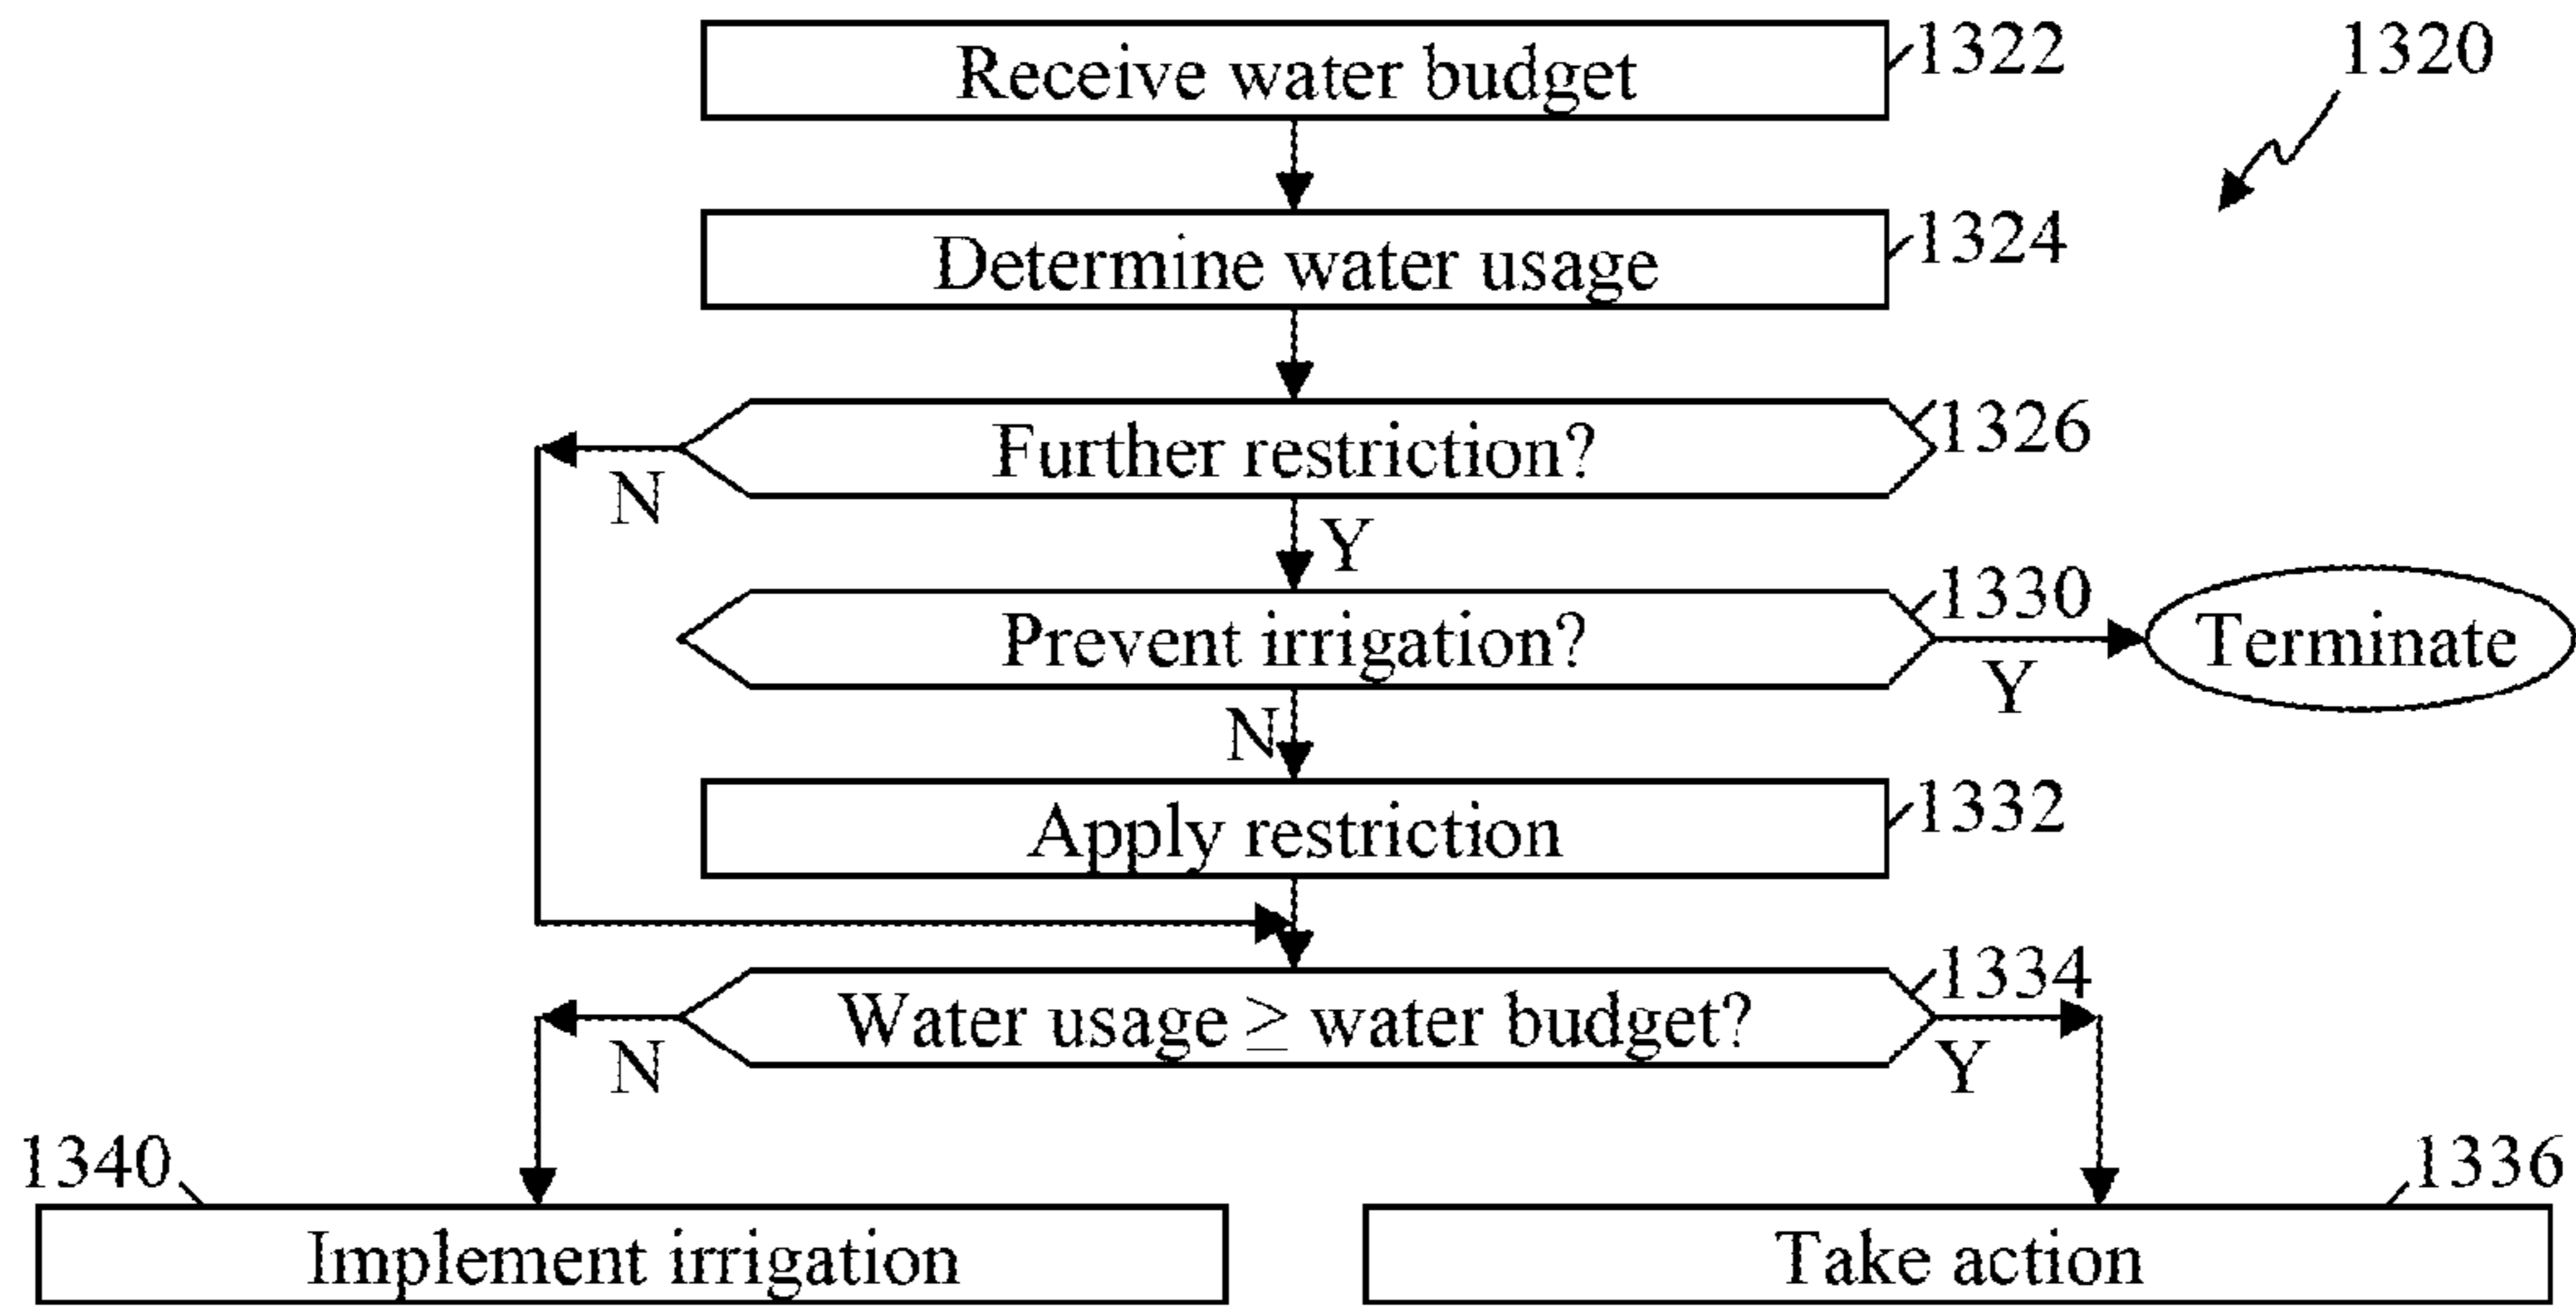 Receive water budget
1322
1320
Determine water usage
1324
Further restriction?
1326
N
Y
Prevent irrigation?
1330
Terminate
Y
N
Apply restriction
1332
Water usage ≥ water budget?
1334
N
Y
1340
1336
Implement irrigation
Take action